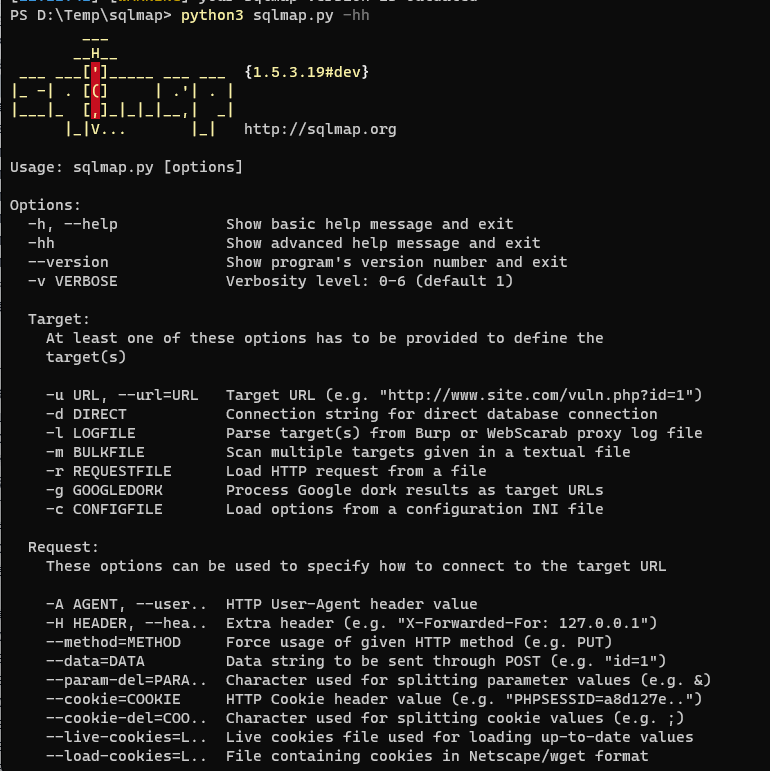 PS D:\Temp\sqlmap> python3 sqlmap.py -hh
        ___
       __H__
 ___ ___[']_____ ___ ___  {1.5.3.19#dev}
|_ -| . [(]     | .'| . |
|___|_  [,]_|_|_|__,|  _|
      |_|V...       |_|   http://sqlmap.org
Usage: sqlmap.py [options]
Options:
  -h, --help            Show basic help message and exit
  -hh                   Show advanced help message and exit
  --version             Show program's version number and exit
  -v VERBOSE            Verbosity level: 0-6 (default 1)
  Target:
    At least one of these options has to be provided to define the
    target(s)
    -u URL, --url=URL   Target URL (e.g. "http://www.site.com/vuln.php?id=1")
    -d DIRECT           Connection string for direct database connection
    -l LOGFILE          Parse target(s) from Burp or WebScarab proxy log file
    -m BULKFILE         Scan multiple targets given in a textual file
    -r REQUESTFILE      Load HTTP request from a file
    -g GOOGLEDORK       Process Google dork results as target URLs
    -c CONFIGFILE       Load options from a configuration INI file
  Request:
    These options can be used to specify how to connect to the target URL
    -A AGENT, --user..  HTTP User-Agent header value
    -H HEADER, --hea..  Extra header (e.g. "X-Forwarded-For: 127.0.0.1")
    --method=METHOD     Force usage of given HTTP method (e.g. PUT)
    --data=DATA         Data string to be sent through POST (e.g. "id=1")
    --param-del=PARA..  Character used for splitting parameter values (e.g. &)
    --cookie=COOKIE     HTTP Cookie header value (e.g. "PHPSESSID=a8d127e..")
    --cookie-del=COO..  Character used for splitting cookie values (e.g. ;)
    --live-cookies=L..  Live cookies file used for loading up-to-date values
    --load-cookies=L..  File containing cookies in Netscape/wget format